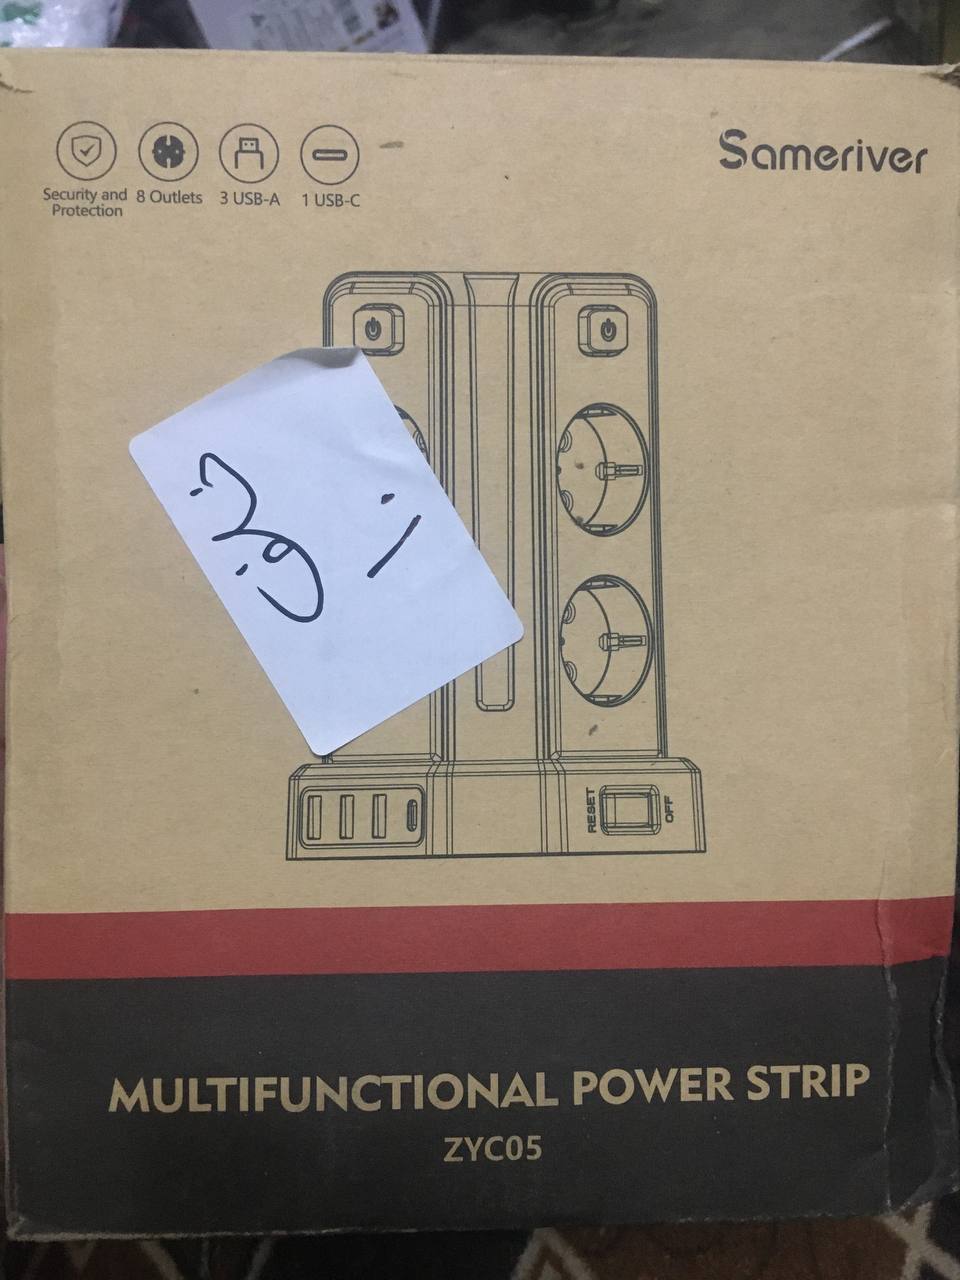 Sameriver
Security and
Protection
8 Outlets
3 USB-A
1 USB-C
RESET
OFF
MULTIFUNCTIONAL POWER STRIP
ZYC05